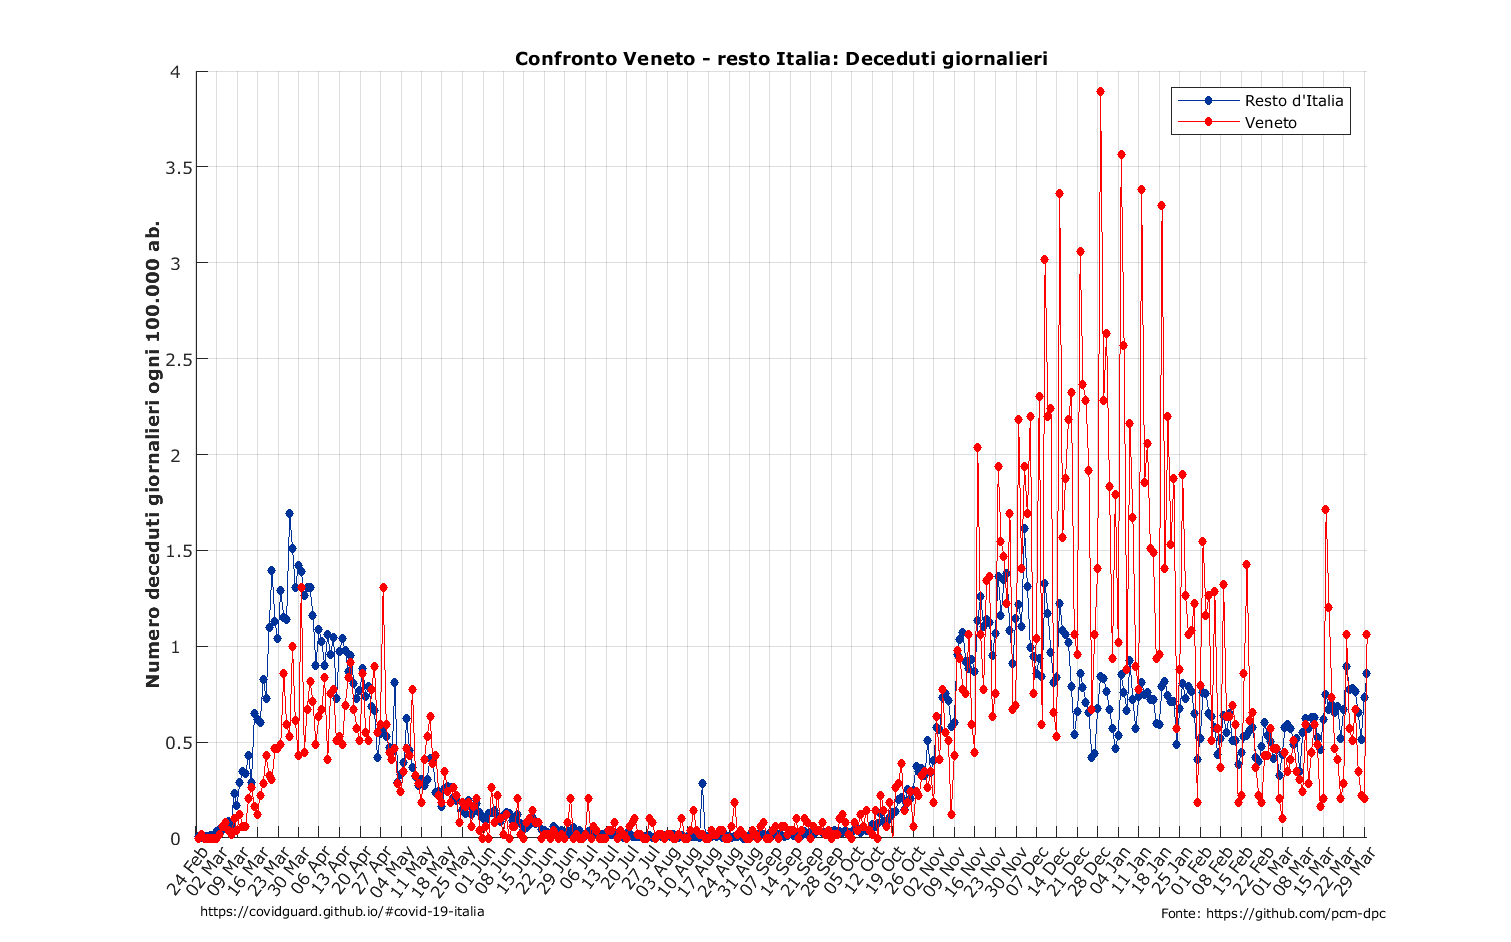 Confronto Veneto - resto Italia: Deceduti giornalieri
Resto d'Italia
Veneto
Numero deceduti giornalieri ogni 100.000 ab.
4
3.5
3
2.5
2
1.5
1
0.5
0
24 Feb
02 Mar
09 Mar
16 Mar
23 Mar
30 Mar
06 Apr
13 Apr
20 Apr
27 Apr
04 May
11 May
18 May
25 May
01 Jun
08 Jun
15 Jun
22 Jun
29 Jun
06 Jul
13 Jul
20 Jul
27 Jul
03 Aug
10 Aug
17 Aug
24 Aug
31 Aug
07 Sep
14 Sep
21 Sep
28 Sep
05 Oct
12 Oct
19 Oct
26 Oct
02 Nov
09 Nov
16 Nov
23 Nov
30 Nov
07 Dec
14 Dec
21 Dec
28 Dec
04 Jan
11 Jan
18 Jan
25 Jan
01 Feb
08 Feb
15 Feb
22 Feb
01 Mar
08 Mar
15 Mar
22 Mar
29 Mar
https://covidguard.github.io/#covid-19-italia
Fonte: https://github.com/pcm-dpc